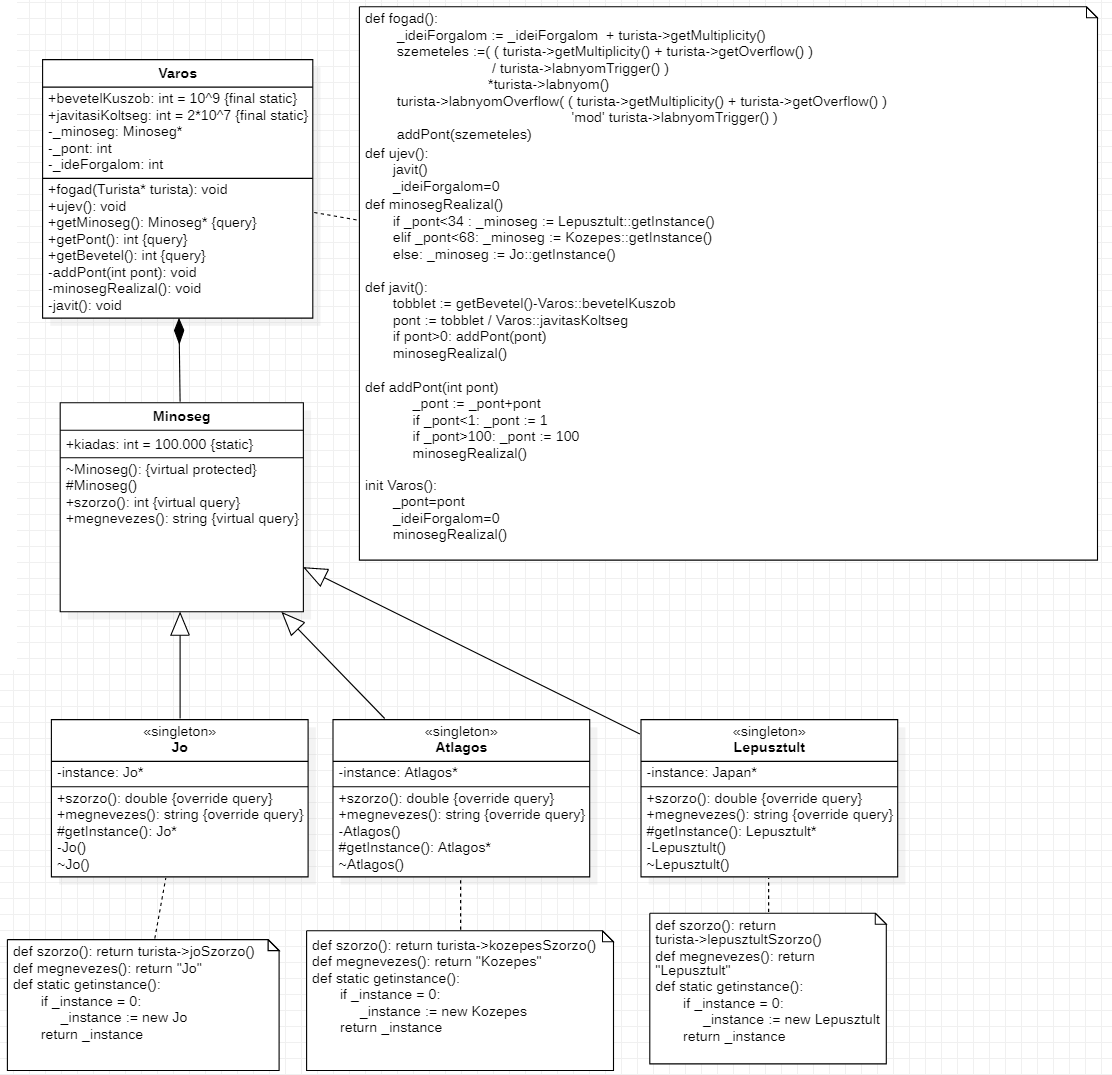 Varos
+bevetelKuszob: int = 10^9 {final static}
+javitasiKoltseg: int = 2*10^7 {final static}
-_minoseg: Minoseg*
-_pont: int
-_ideiForgalom: int
+fogad(Turista* turista): void
+ujev(): void
+getMinoseg(): Minoseg* {query}
+getPont(): int {query}
+getBevetel(): int {query}
-addPont(int pont): void
-minosegRealizal(): void
-javit(): void
def fogad():
_ideiForgalom := _ideiForgalom + turista->getMultiplicity()
szemeteles :=( ( turista->getMultiplicity() + turista->getOverflow() )
/ turista->labnyomTrigger() )
*turista->labnyom()
turista->labnyomOverflow( ( turista->getMultiplicity() + turista->getOverflow() )
'mod' turista->labnyomTrigger() )
addPont(szemeteles)
def ujev():
javit()
_ideiForgalom=0
def minosegRealizal()
if _pont<34 : _minoseg := Lepusztult::getInstance()
elif _pont<68: _minoseg := Kozepes::getInstance()
else: _minoseg := Jo::getInstance()
def javit():
tobblet := getBevetel()-Varos::bevetelKuszob
pont := tobblet / Varos::javitasKoltseg
if pont>0: addPont(pont)
minosegRealizal()
def addPont(int pont)
_pont := _pont+pont
if _pont<1: _pont := 1
if _pont>100: _pont := 100
minosegRealizal()
init Varos():
_pont=pont
_ideiForgalom=0
minosegRealizal()
Minoseg
+kiadas: int = 100.000 {static}
~Minoseg(): {virtual protected}
#Minoseg()
+szorzo(): int {virtual query}
+megnevezes(): string {virtual query}
«singleton»
Jo
-instance: Jo*
+szorzo(): double {override query}
+megnevezes(): string {override query}
#getInstance(): Jo*
-Jo()
~Jo()
«singleton»
Atlagos
-instance: Atlagos*
+szorzo(): double {override query}
+megnevezes(): string {override query}
-Atlagos()
#getInstance(): Atlagos*
~Atlagos()
«singleton»
Lepusztult
-instance: Japan*
+szorzo(): double {override query}
+megnevezes(): string {override query}
#getInstance(): Lepusztult*
-Lepusztult()
~Lepusztult()
def szorzo(): return turista->joSzorzo()
def megnevezes(): return "Jo"
def static getinstance():
if _instance = 0:
_instance := new Jo
return _instance
def szorzo(): return turista->kozepesSzorzo()
def megnevezes(): return "Kozepes"
def static getinstance():
if _instance = 0:
_instance := new Kozepes
return _instance
def szorzo(): return
turista->lepusztultSzorzo()
def megnevezes(): return
"Lepusztult"
def static getinstance():
if _instance = 0:
_instance := new Lepusztult
return _instance